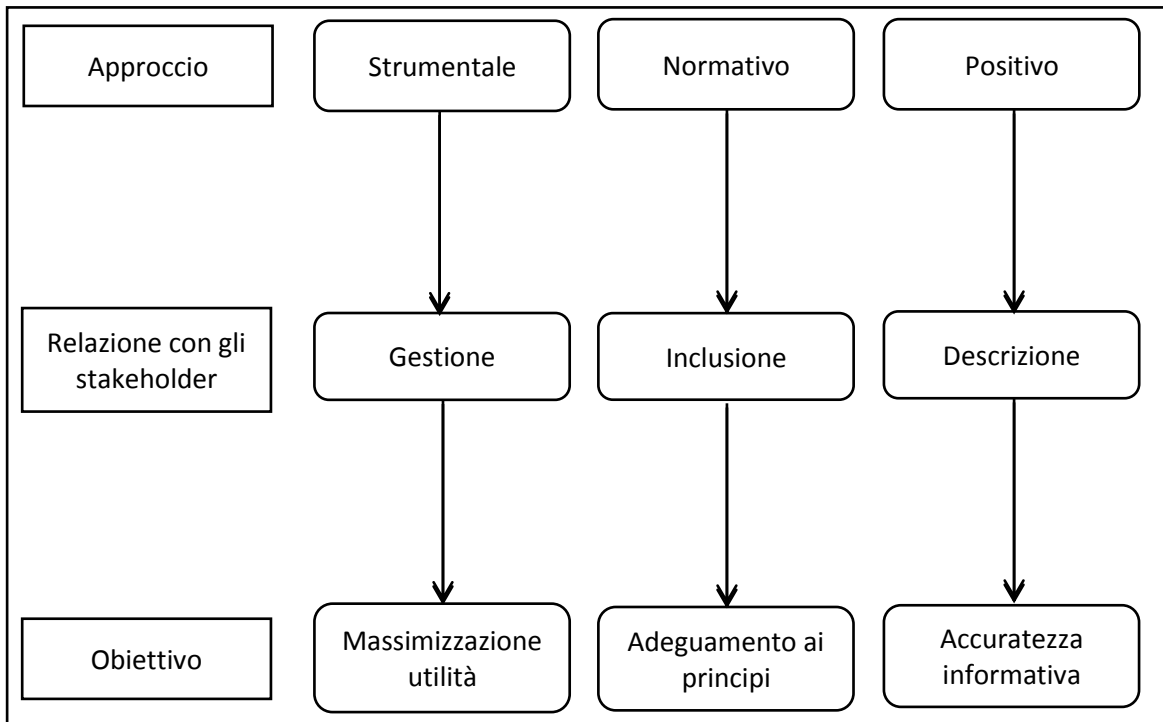 Approccio
Strumentale
Normativo
Positivo
Relazione con gli
stakeholder
Gestione
Inclusione
Descrizione
Obiettivo
Massimizzazione
utilità
Adeguamento ai
principi
Accuratezza
informativa